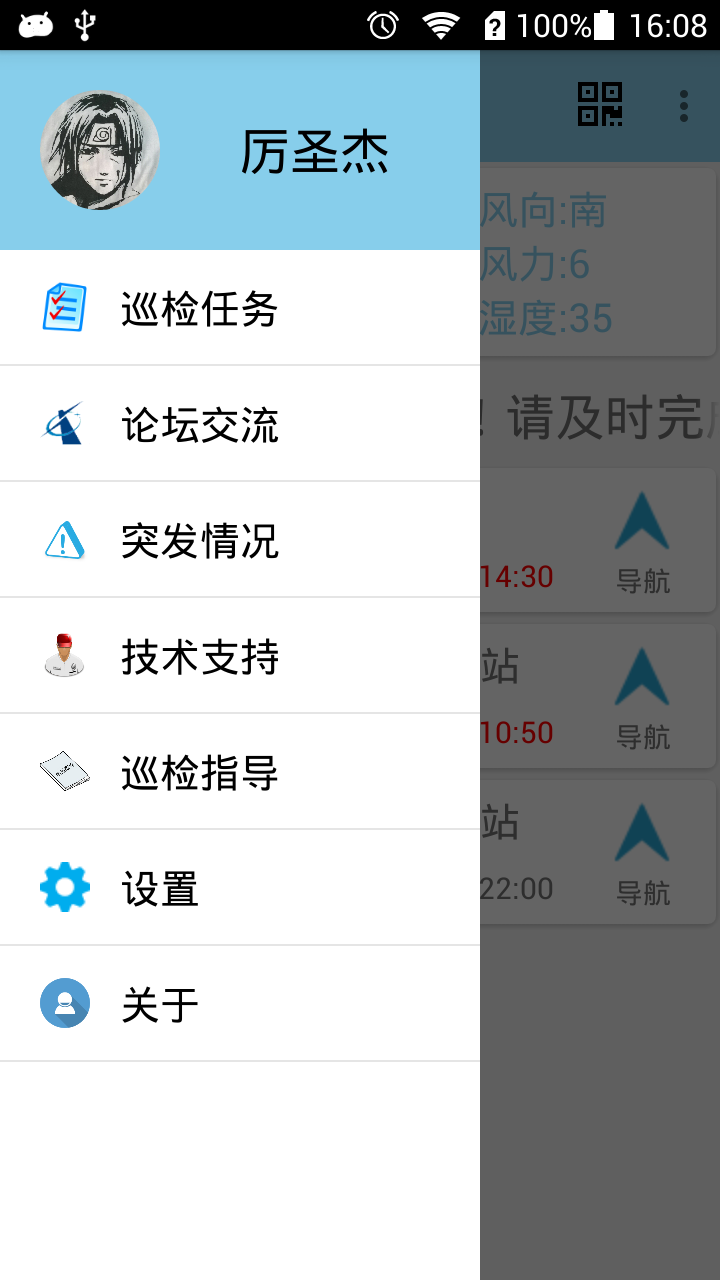 100% 16:08
厉圣杰
巡检任务
论坛交流
突发情况
技术支持
巡检指导
设置
关于
风向:南
风力:6
湿度:35
! 请及时完
14:30
导航
站
10:50
导航
站
22:00
导航